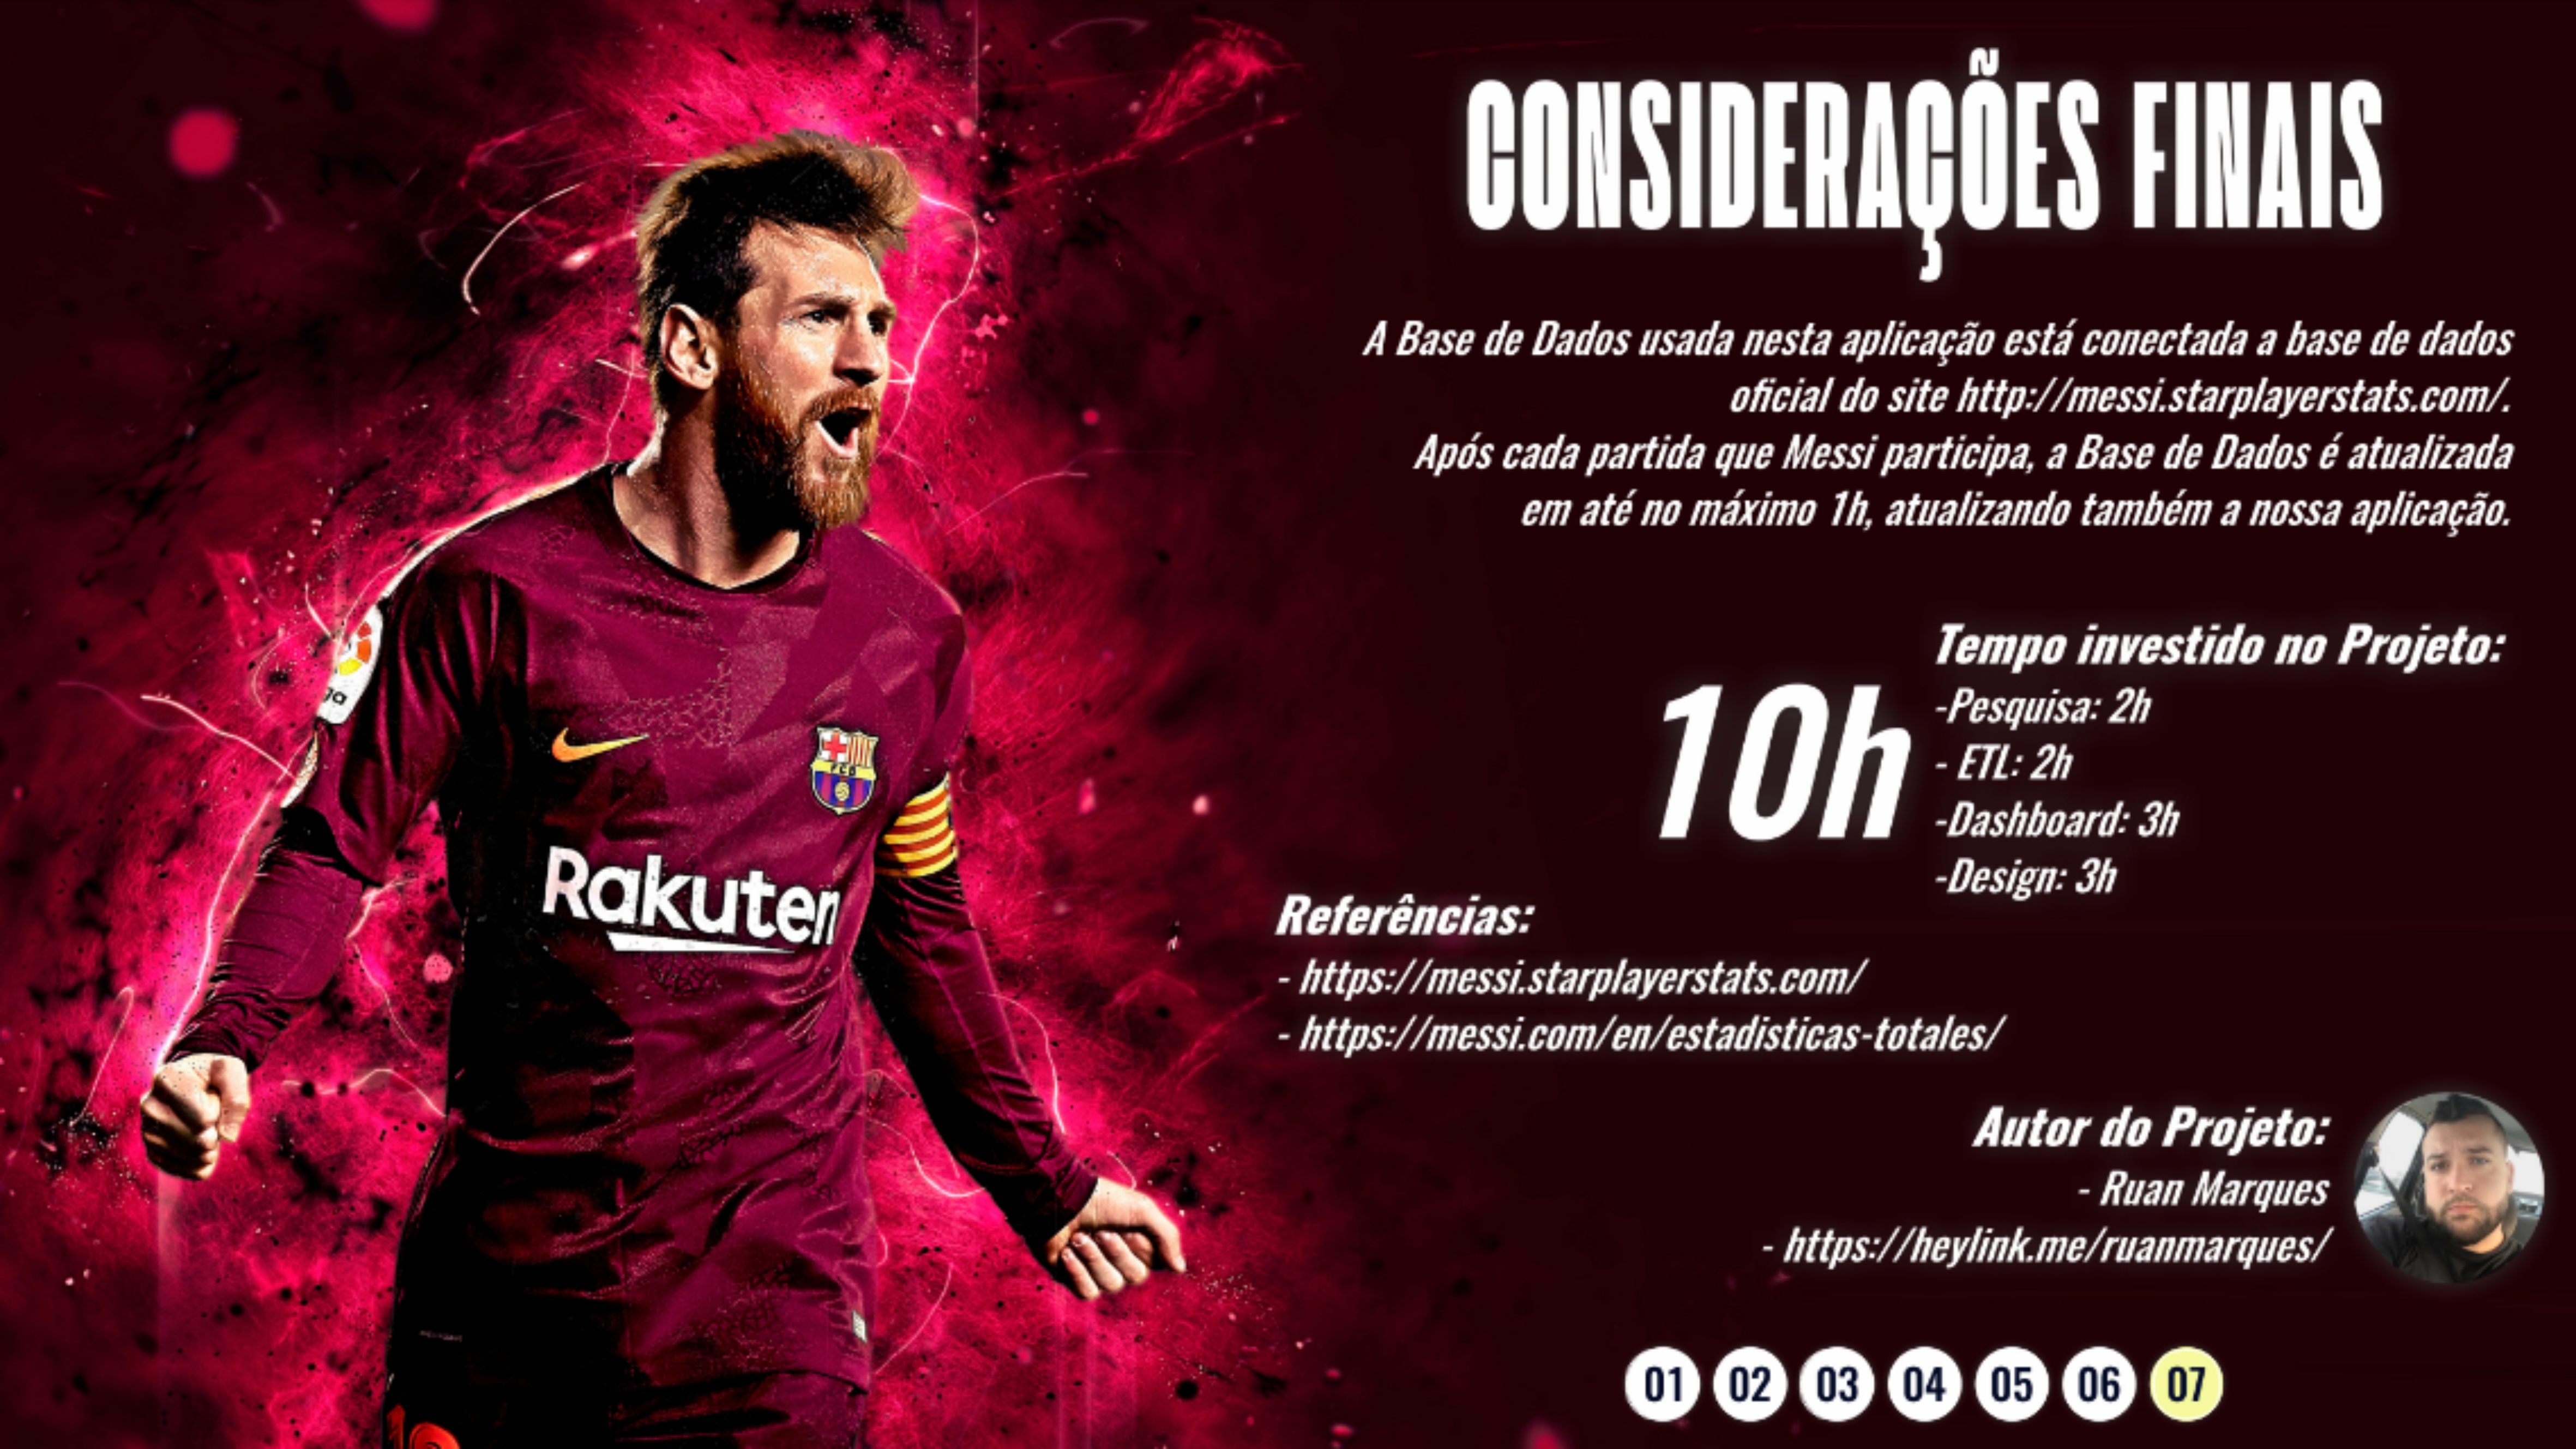 CONSIDERAÇÕES FINAIS
A Base de Dados usada nesta aplicação está conectada a base de dados
oficial do site http://messi.starplayerstats.com/.
Após cada partida que Messi participa, a Base de Dados é atualizada
em até no máximo 1h, atualizando também a nossa aplicação.
10h
Tempo investido no Projeto:
-Pesquisa: 2h
- ETL: 2h
-Dashboard: 3h
-Design: 3h
Referências:
- https://messi.starplayerstats.com/
- https://messi.com/en/estadisticas-totales/
Autor do Projeto:
- Ruan Marques
- https://heylink.me/ruanmarques/
01 02 03 04 05 06 07
FCB
Rakuten